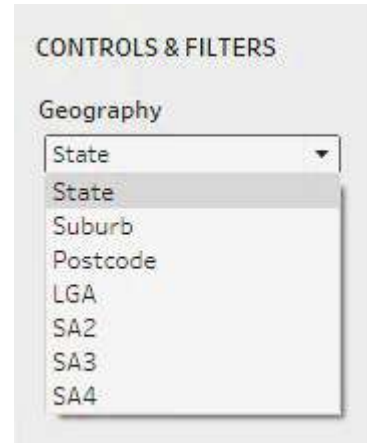 CONTROLS & FILTERS
Geography
State
State
Suburb
Postcode
LGA
SA2
SA3
SA4